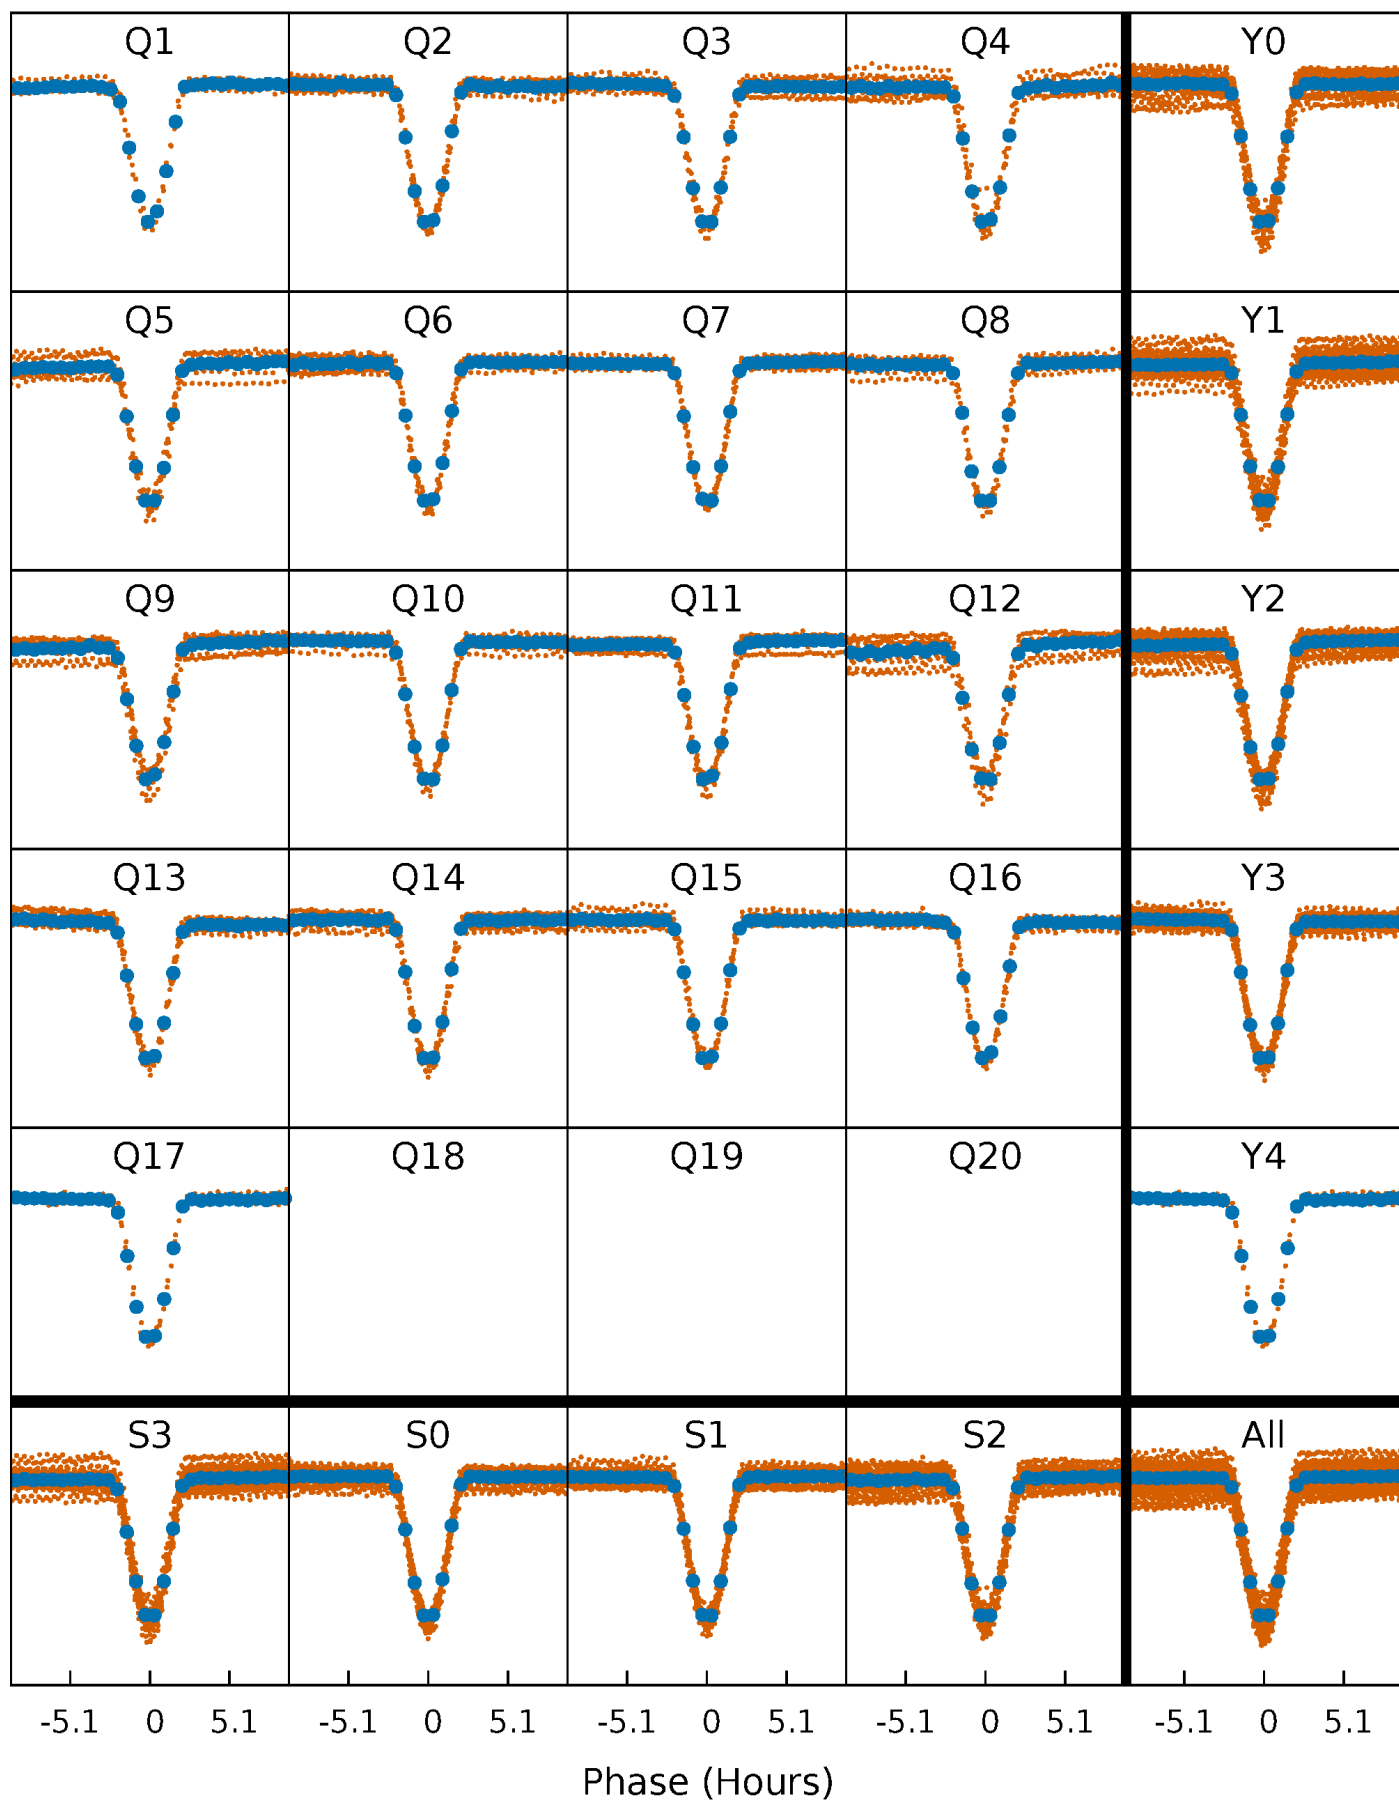 Q1 Q2 Q3 Q4 Y0
Q5 Q6 Q7 Q8 Y1
Q9 Q10 Q11 Q12 Y2
Q13 Q14 Q15 Q16 Y3
Q17 Q18 Q19 Q20 Y4
S3 S0 S1 S2 All
-5.1 0 5.1 -5.1 0 5.1 -5.1 0 5.1 -5.1 0 5.1 -5.1 0 5.1
Phase (Hours)